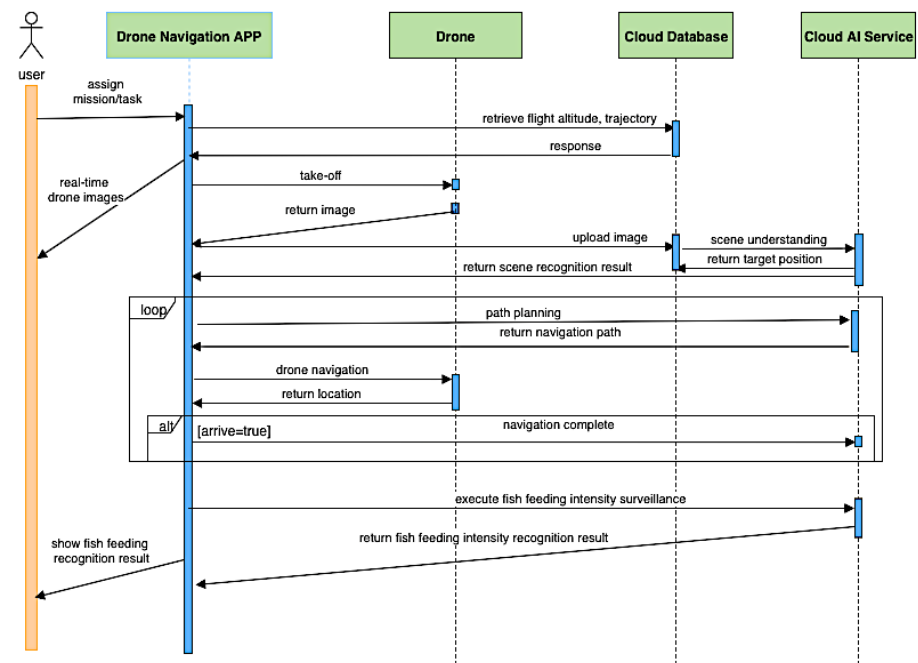 Drone Navigation APP
Drone
Cloud Database
Cloud AI Service
user
assign
mission/task
retrieve flight altitude, trajectory
response
real-time
drone images
take-off
return image
upload image
scene understanding
return target position
return scene recognition result
loop
path planning
return navigation path
drone navigation
return location
alt
[arrive=true]
navigation complete
execute fish feeding intensity surveillance
return fish feeding intensity recognition result
show fish feeding
recognition result